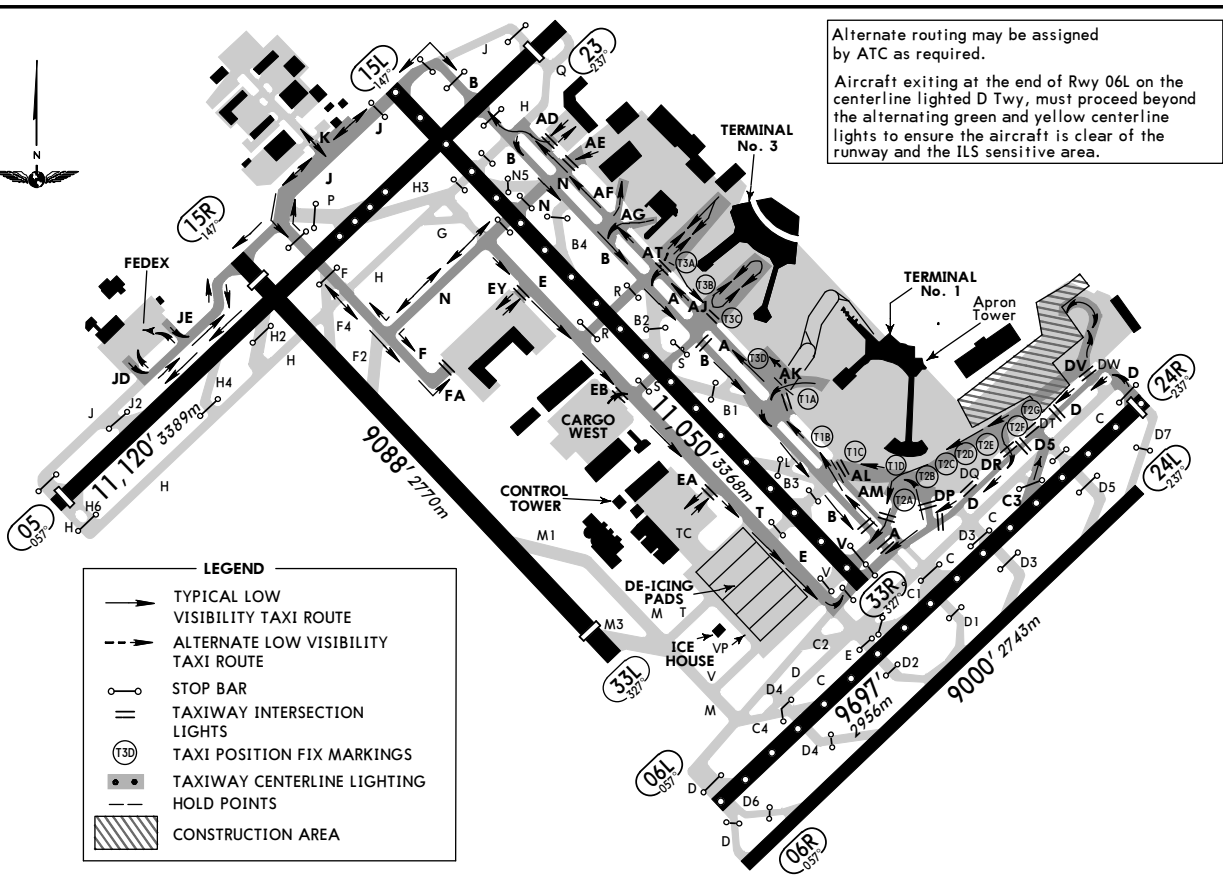 Alternate routing may be assigned
by ATC as required.
Aircraft exiting at the end of Rwy 06L on the
centerline lighted D Twy, must proceed beyond
the alternating green and yellow centerline
lights to ensure the aircraft is clear of the
runway and the ILS sensitive area.
N
15L
147°
23
237°
J
Q
B
H
AD
AE
K
J
J
P
H3
B
N5
N
AF
N
AG
TERMINAL
No. 3
15R
147°
FEDEX
JE
JD
G
H
F
F4
F2
N
F
FA
EY
E
B4
B
R
AT
T3A
T3B
A
AJ
T3C
B2
R
S
S
A
B
T3D
AK
T1A
TERMINAL
No. 1
Apron
Tower
H2
H
H4
J
J2
H
H6
H
05
057°
11,120' 3389m
9088' 2770m
11,050' 3368m
EB
CARGO
WEST
B1
T1B
T1C
T1D
L
B3
AL
AM
B
V
A
T2A
T2B
T2C
T2D
T2E
T2F
T2G
DV
DW
D
D
DT
DR
DQ
DP
D
D5
C3
C
24R
237°
D7
24L
237°
D5
D3
C
D3
C
C1
D1
CONTROL
TOWER
EA
TC
T
E
V
DE-ICING
PADS
33R
327°
M1
M
T
M3
33L
327°
ICE
HOUSE
VP
V
M
C2
E
D
C
D2
D4
C4
D4
9697'
2956m
9000' 2743m
06L
057°
D
D6
D
06R
057°
LEGEND
TYPICAL LOW
VISIBILITY TAXI ROUTE
ALTERNATE LOW VISIBILITY
TAXI ROUTE
STOP BAR
TAXIWAY INTERSECTION
LIGHTS
T3D TAXI POSITION FIX MARKINGS
TAXIWAY CENTERLINE LIGHTING
HOLD POINTS
CONSTRUCTION AREA